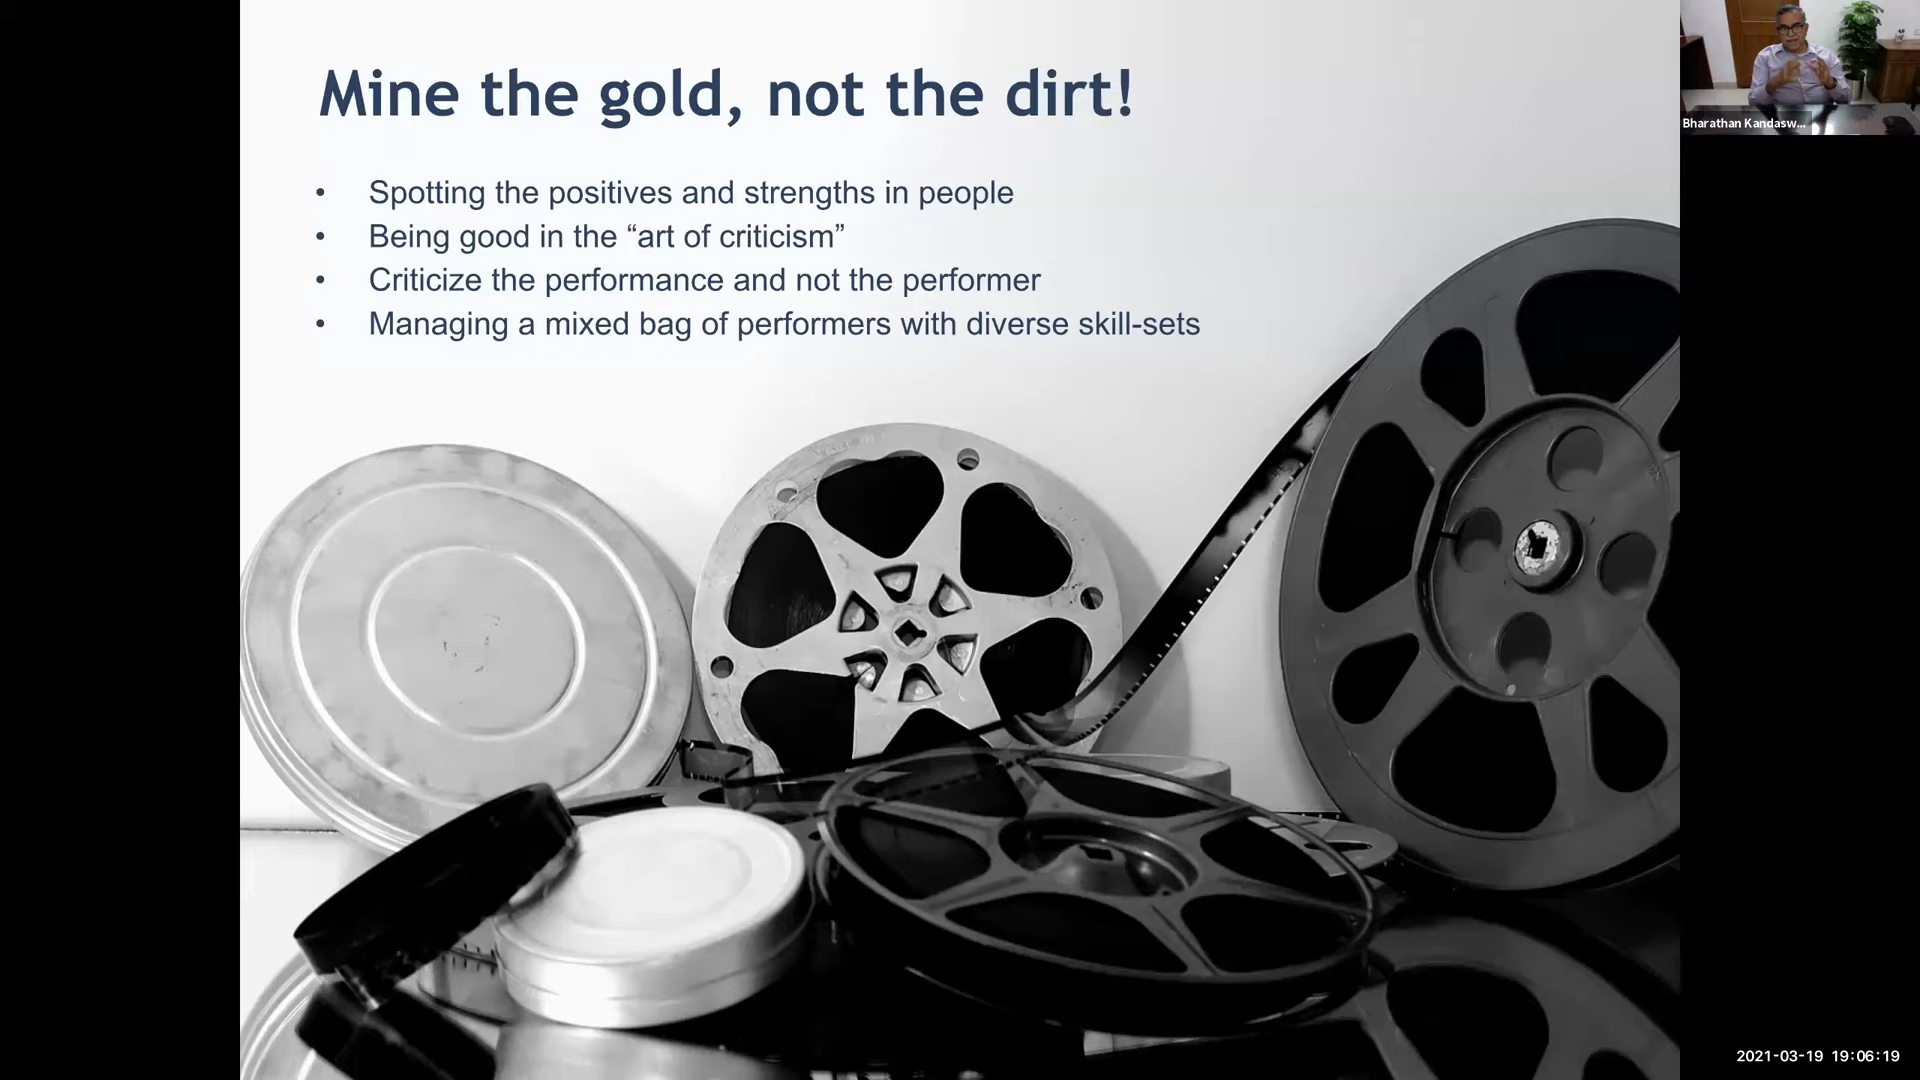 Mine the gold, not the dirt!
• Spotting the positives and strengths in people
• Being good in the “art of criticism”
• Criticize the performance and not the performer
• Managing a mixed bag of performers with diverse skill-sets
Bharathan Kandasw...
2021-03-19 19:06:19